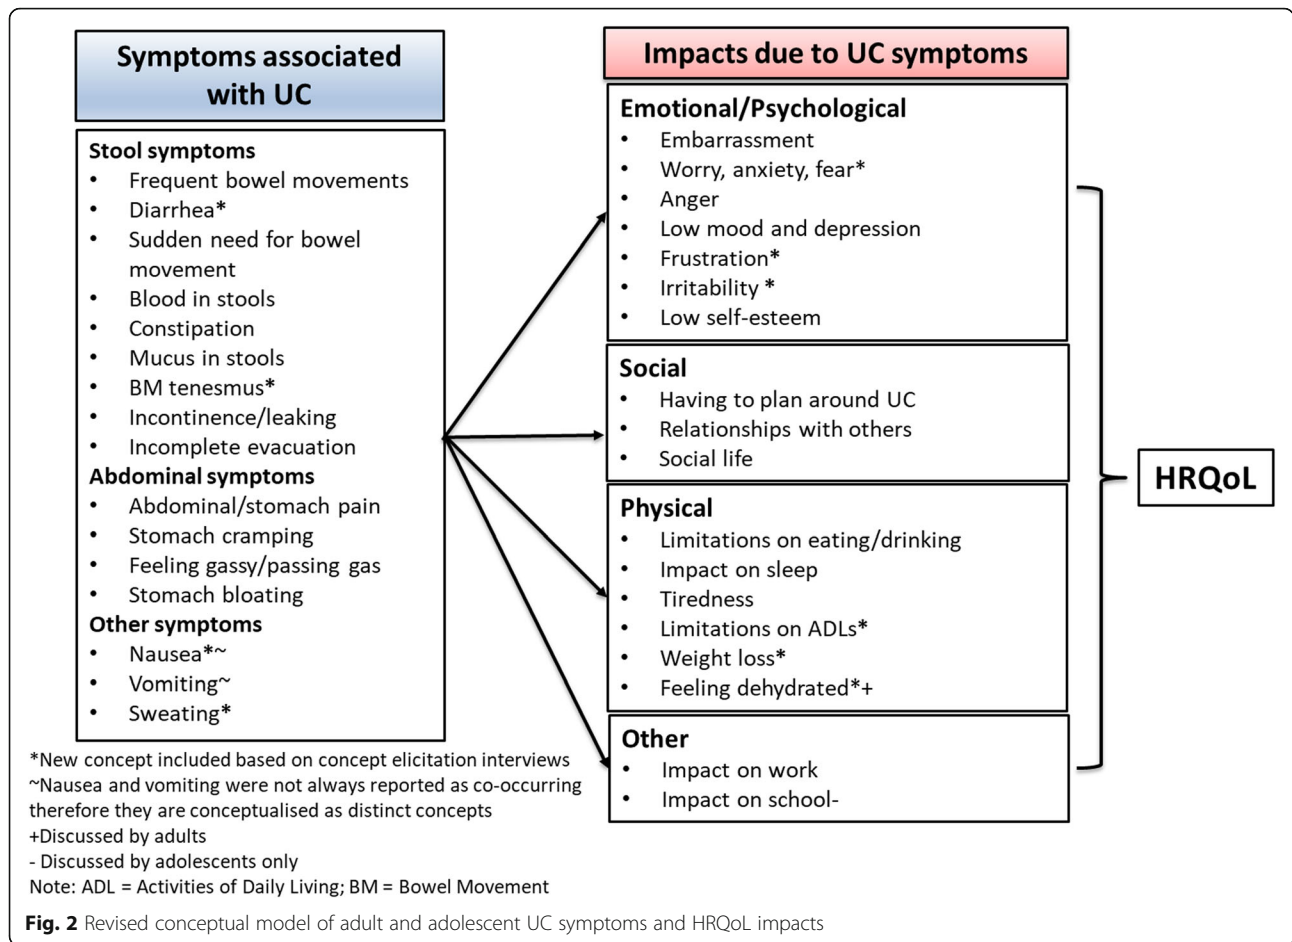 Symptoms associated
with UC
Stool symptoms
• Frequent bowel movements
• Diarrhea*
• Sudden need for bowel
movement
• Blood in stools
• Constipation
• Mucus in stools
• BM tenesmus*
• Incontinence/leaking
• Incomplete evacuation
Abdominal symptoms
• Abdominal/stomach pain
• Stomach cramping
• Feeling gassy/passing gas
• Stomach bloating
Other symptoms
• Nausea*~
• Vomiting~
• Sweating*
Impacts due to UC symptoms
Emotional/Psychological
• Embarrassment
• Worry, anxiety, fear*
• Anger
• Low mood and depression
• Frustration*
• Irritability *
• Low self-esteem
Social
• Having to plan around UC
• Relationships with others
• Social life
Physical
• Limitations on eating/drinking
• Impact on sleep
• Tiredness
• Limitations on ADLs*
• Weight loss*
• Feeling dehydrated*+
Other
• Impact on work
• Impact on school-
HRQoL
*New concept included based on concept elicitation interviews
~Nausea and vomiting were not always reported as co-occurring
therefore they are conceptualised as distinct concepts
+Discussed by adults
- Discussed by adolescents only
Note: ADL = Activities of Daily Living; BM = Bowel Movement
Fig. 2 Revised conceptual model of adult and adolescent UC symptoms and HRQoL impacts